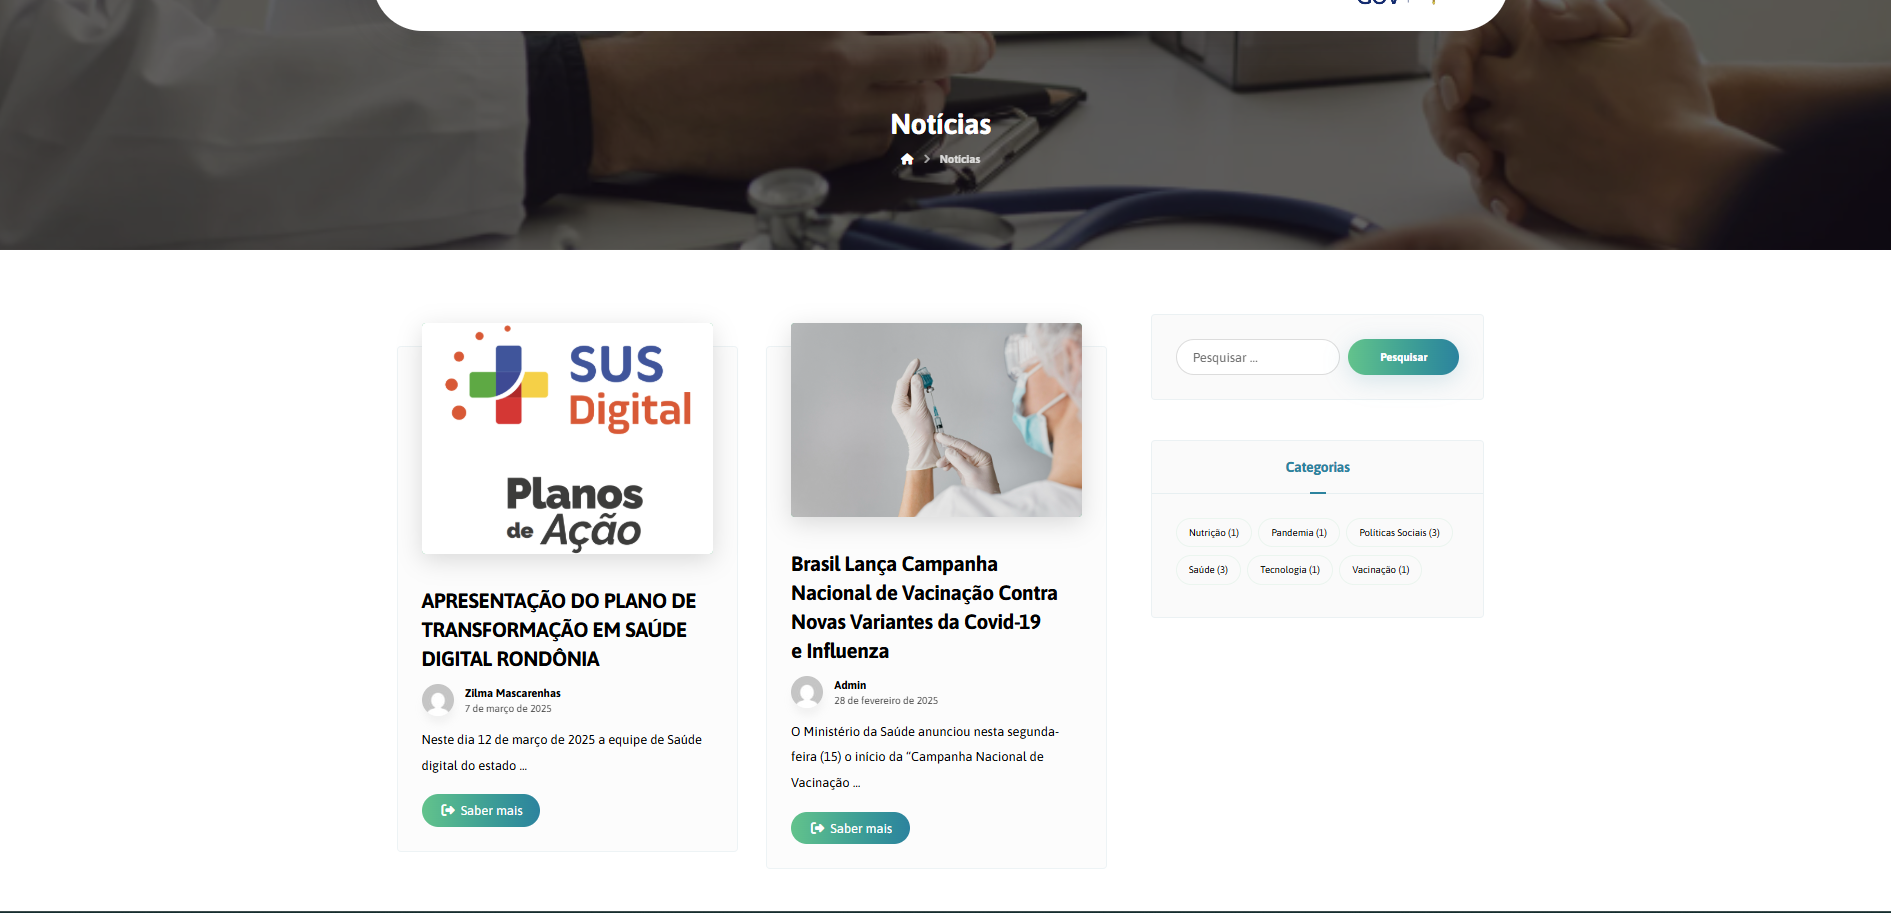 Notícias
Notícias
SUS
Digital
Planos
de Ação
APRESENTAÇÃO DO PLANO DE
TRANSFORMAÇÃO EM SAÚDE
DIGITAL RONDÔNIA
Zilma Mascarenhas
7 de março de 2025
Neste dia 12 de março de 2025 a equipe de Saúde
digital do estado ...
Saber mais
Brasil Lança Campanha
Nacional de Vacinação Contra
Novas Variantes da Covid-19
e Influenza
Admin
28 de fevereiro de 2025
O Ministério da Saúde anunciou nesta segunda-
feira (15) o início da “Campanha Nacional de
Vacinação ...
Saber mais
Pesquisar ...
Pesquisar
Categorias
Nutrição (1)
Pandemia (1)
Políticas Sociais (3)
Saúde (3)
Tecnologia (1)
Vacinação (1)